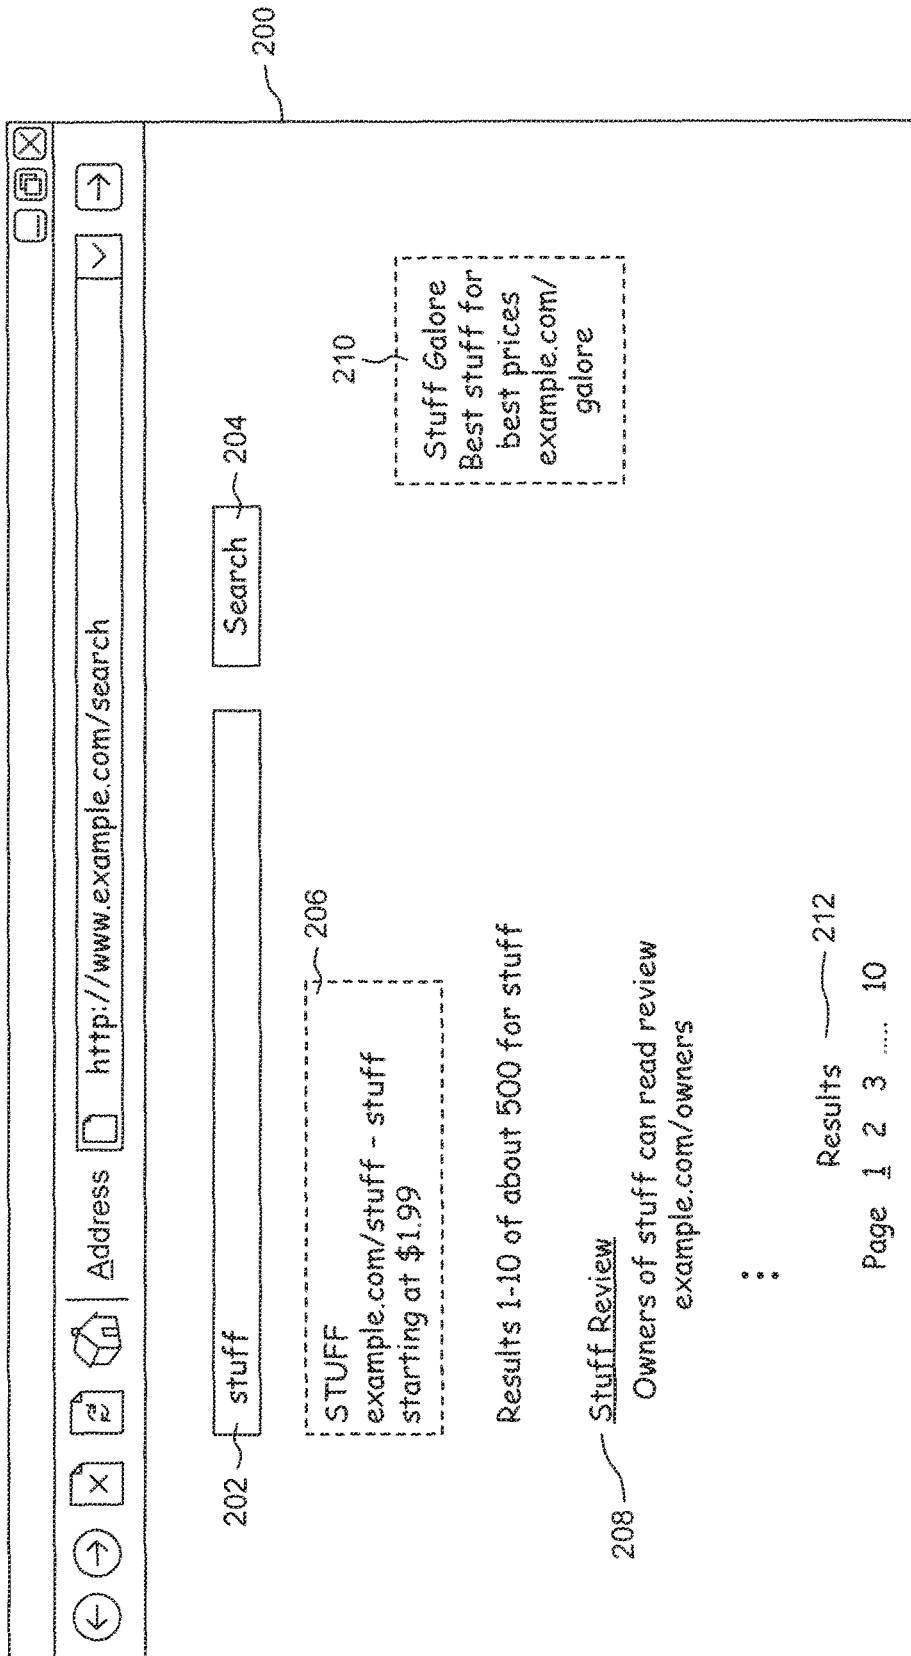 200
Address http://www.example.com/search
202 stuff Search 204
206
STUFF
example.com/stuff - stuff
starting at $1.99
210
Stuff Galore
Best stuff for
best prices
example.com/
galore
Results 1-10 of about 500 for stuff
208 Stuff Review
Owners of stuff can read review
example.com/owners
Results 212
Page 1 2 3 ..... 10